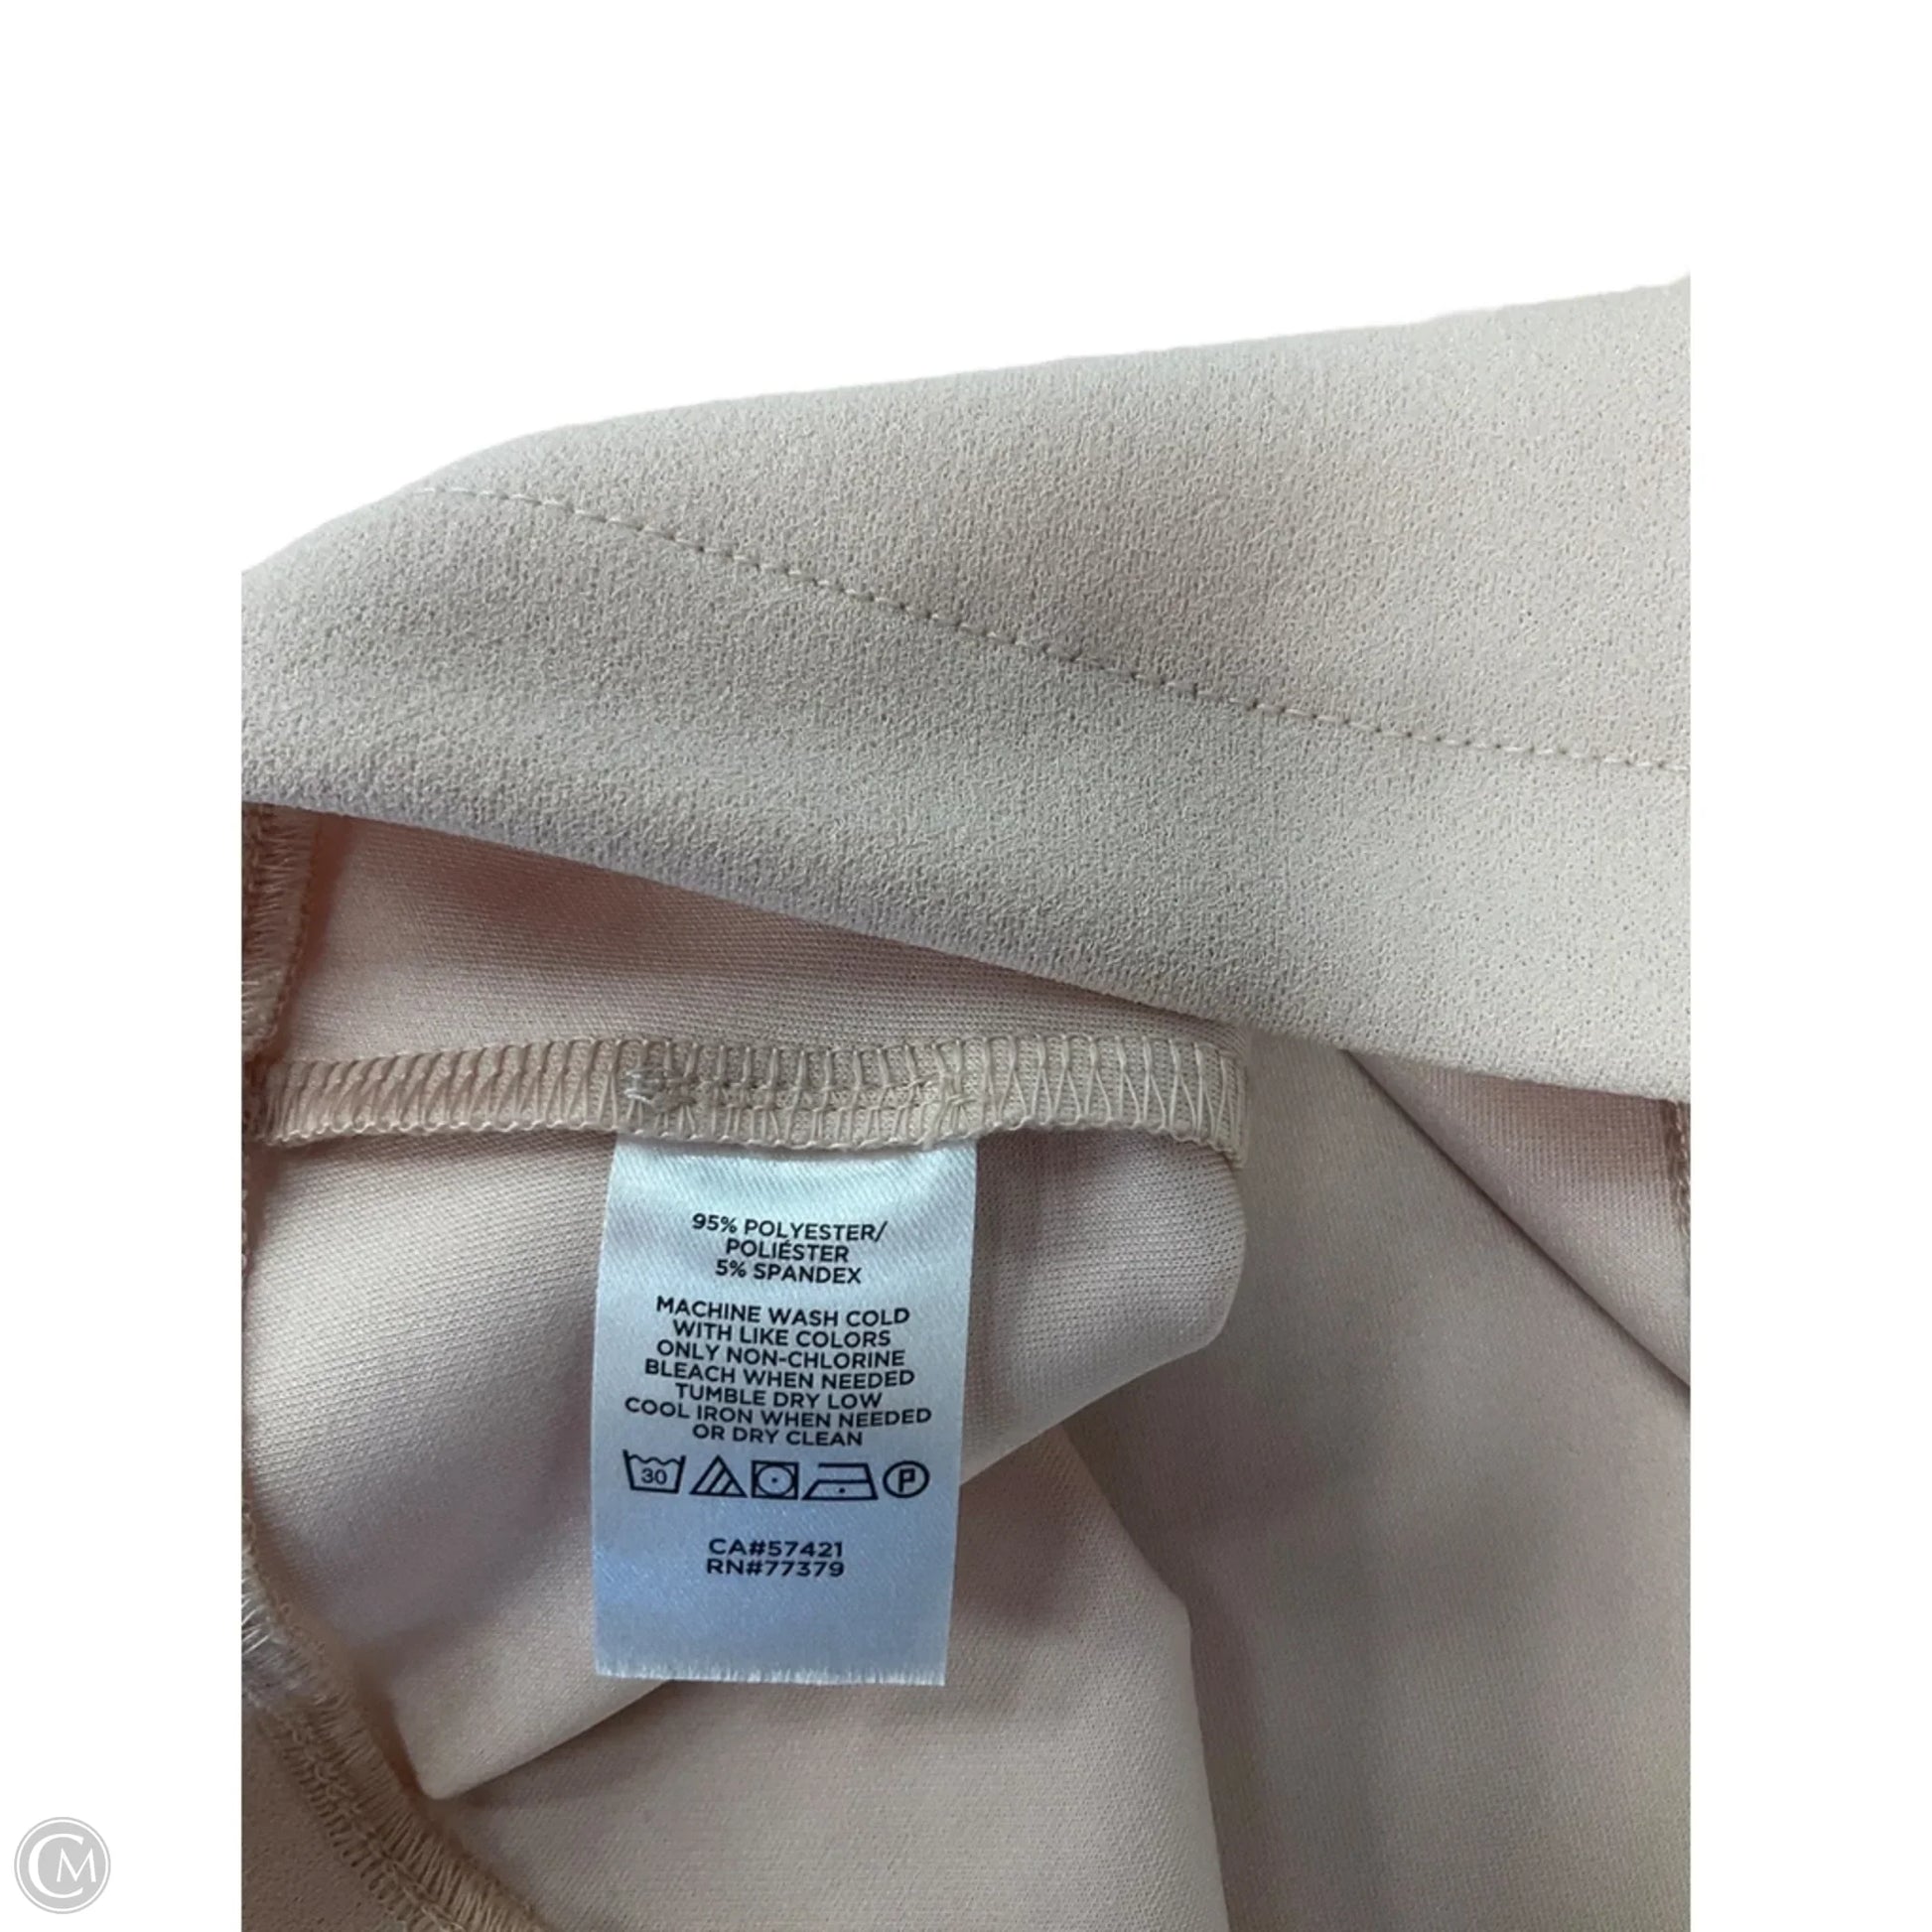 95% POLYESTER/
POLIÉSTER
5% SPANDEX
MACHINE WASH COLD
WITH LIKE COLORS
ONLY NON-CHLORINE
BLEACH WHEN NEEDED
TUMBLE DRY LOW
COOL IRON WHEN NEEDED
OR DRY CLEAN
30 P
CA#57421
RN#77379
CM